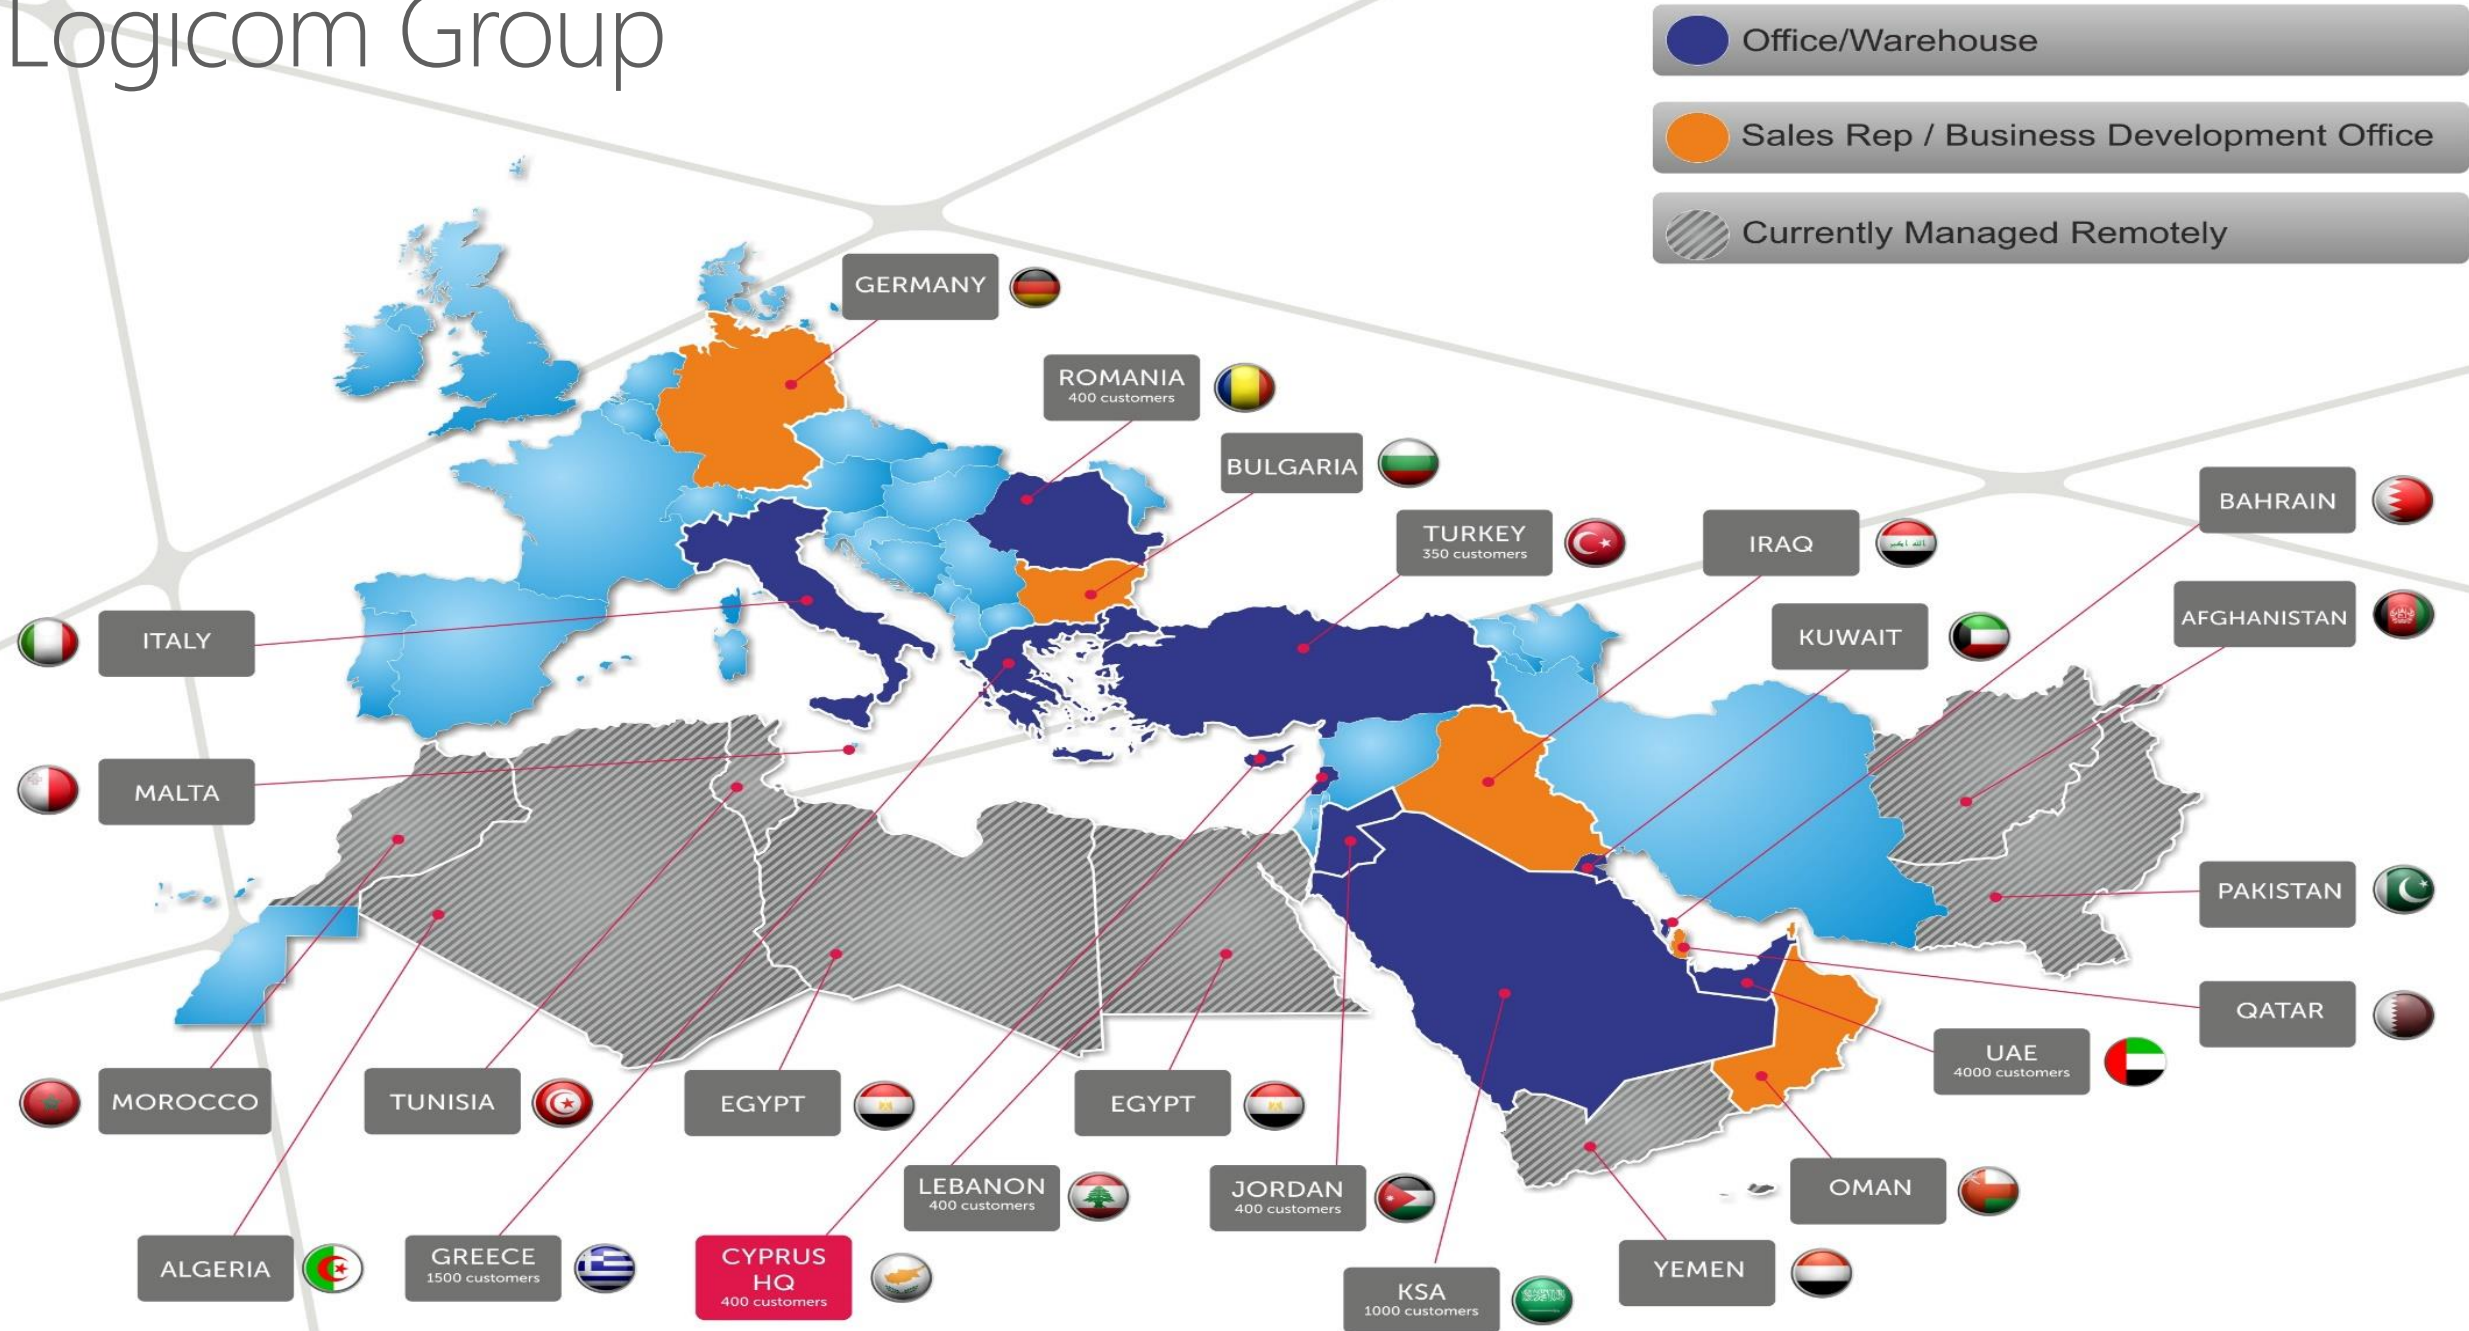 Logicom Group
Office/Warehouse
Sales Rep / Business Development Office
Currently Managed Remotely
GERMANY
ROMANIA
400 customers
BULGARIA
TURKEY
350 customers
IRAQ
BAHRAIN
KUWAIT
AFGHANISTAN
ITALY
MALTA
PAKISTAN
QATAR
UAE
4000 customers
MOROCCO
TUNISIA
EGYPT
EGYPT
LEBANON
400 customers
JORDAN
400 customers
OMAN
ALGERIA
GREECE
1500 customers
CYPRUS
HQ
400 customers
KSA
1000 customers
YEMEN